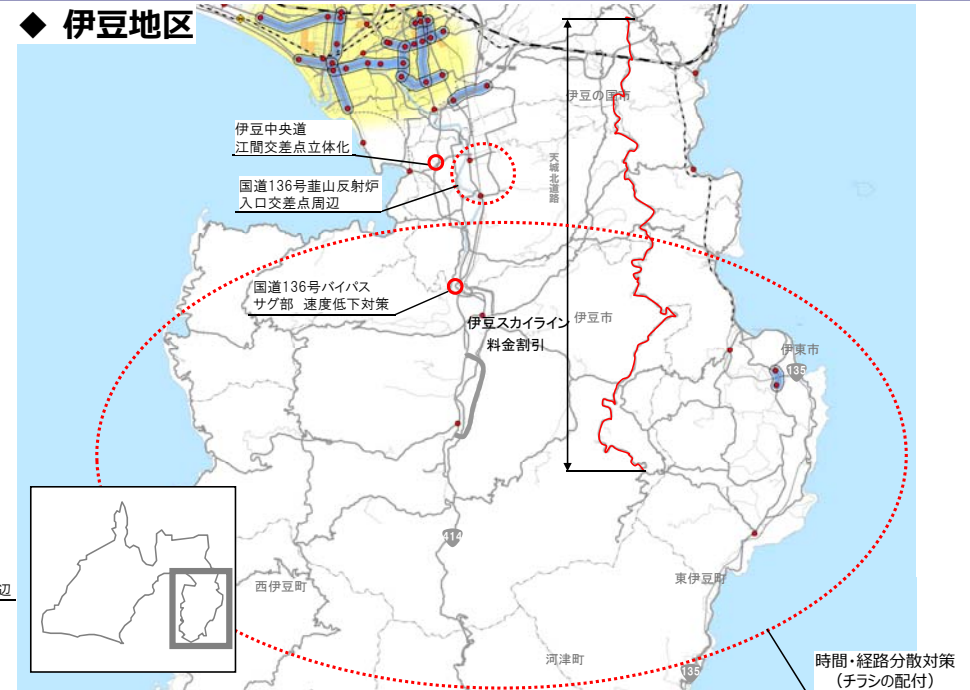 ◆ 伊豆地区
伊豆の国市
伊豆中央道
江間交差点立体化
天城北道路
国道136号韮山反射炉
入口交差点周辺
国道136号バイパス
サグ部 速度低下対策
伊豆スカイライン
料金割引
伊豆市
伊東市
135
414
西伊豆町
東伊豆町
辺
河津町
135
時間・経路分散対策
（チラシの配付）